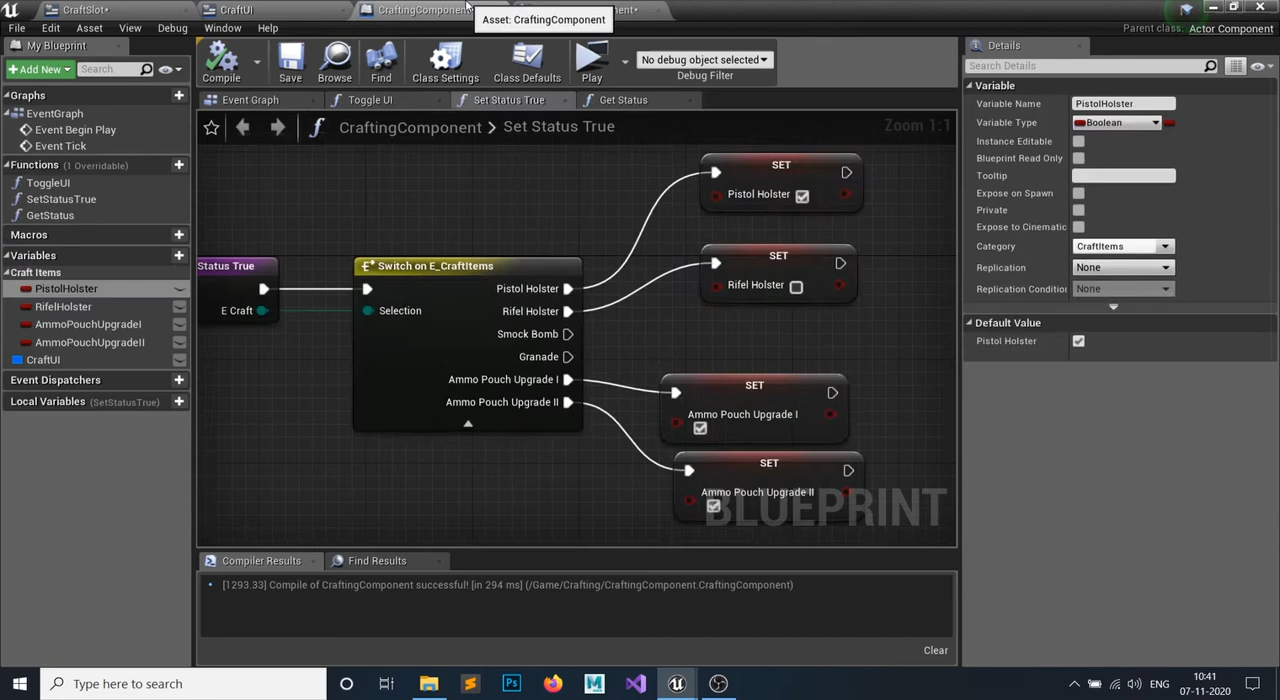 CraftSlot•
CraftUI
CraftingComponen
nent•
Asset: CraftingComponent
File
Edit
Asset
View
Debug
Window
Help
Parent class:
Actor Component
My Blueprint
Add New
Search
Compile
Save
Browse
Find
Class Settings
Class Defaults
Play
No debug object selected
Debug Filter
Details
Search Details
Graphs
EventGraph
Event Begin Play
Event Tick
Functions (1 Overridable)
ToggleUI
SetStatusTrue
GetStatus
Macros
Variables
Craft Items
PistolHolster
RifelHolster
AmmoPouchUpgradeI
AmmoPouchUpgradeII
CraftUI
Event Dispatchers
Local Variables (SetStatusTrue)
Event Graph
Toggle UI
Set Status True
Get Status
CraftingComponent > Set Status True
Zoom 1:1
Status True
E Craft
Switch on E_CraftItems
Selection
Pistol Holster
Rifel Holster
Smock Bomb
Granade
Ammo Pouch Upgrade I
Ammo Pouch Upgrade II
SET
Pistol Holster
SET
Rifel Holster
SET
Ammo Pouch Upgrade I
SET
Ammo Pouch Upgrade II
BLUEPRINT
Variable
Variable Name
PistolHolster
Variable Type
Boolean
Instance Editable
Blueprint Read Only
Tooltip
Expose on Spawn
Private
Expose to Cinematic
Category
CraftItems
Replication
None
Replication Conditior
None
Default Value
Pistol Holster
Compiler Results
Find Results
[1293.33] Compile of CraftingComponent successful! [in 294 ms] (/Game/Crafting/CraftingComponent.CraftingComponent)
Clear
Type here to search
ENG
10:41
07-11-2020